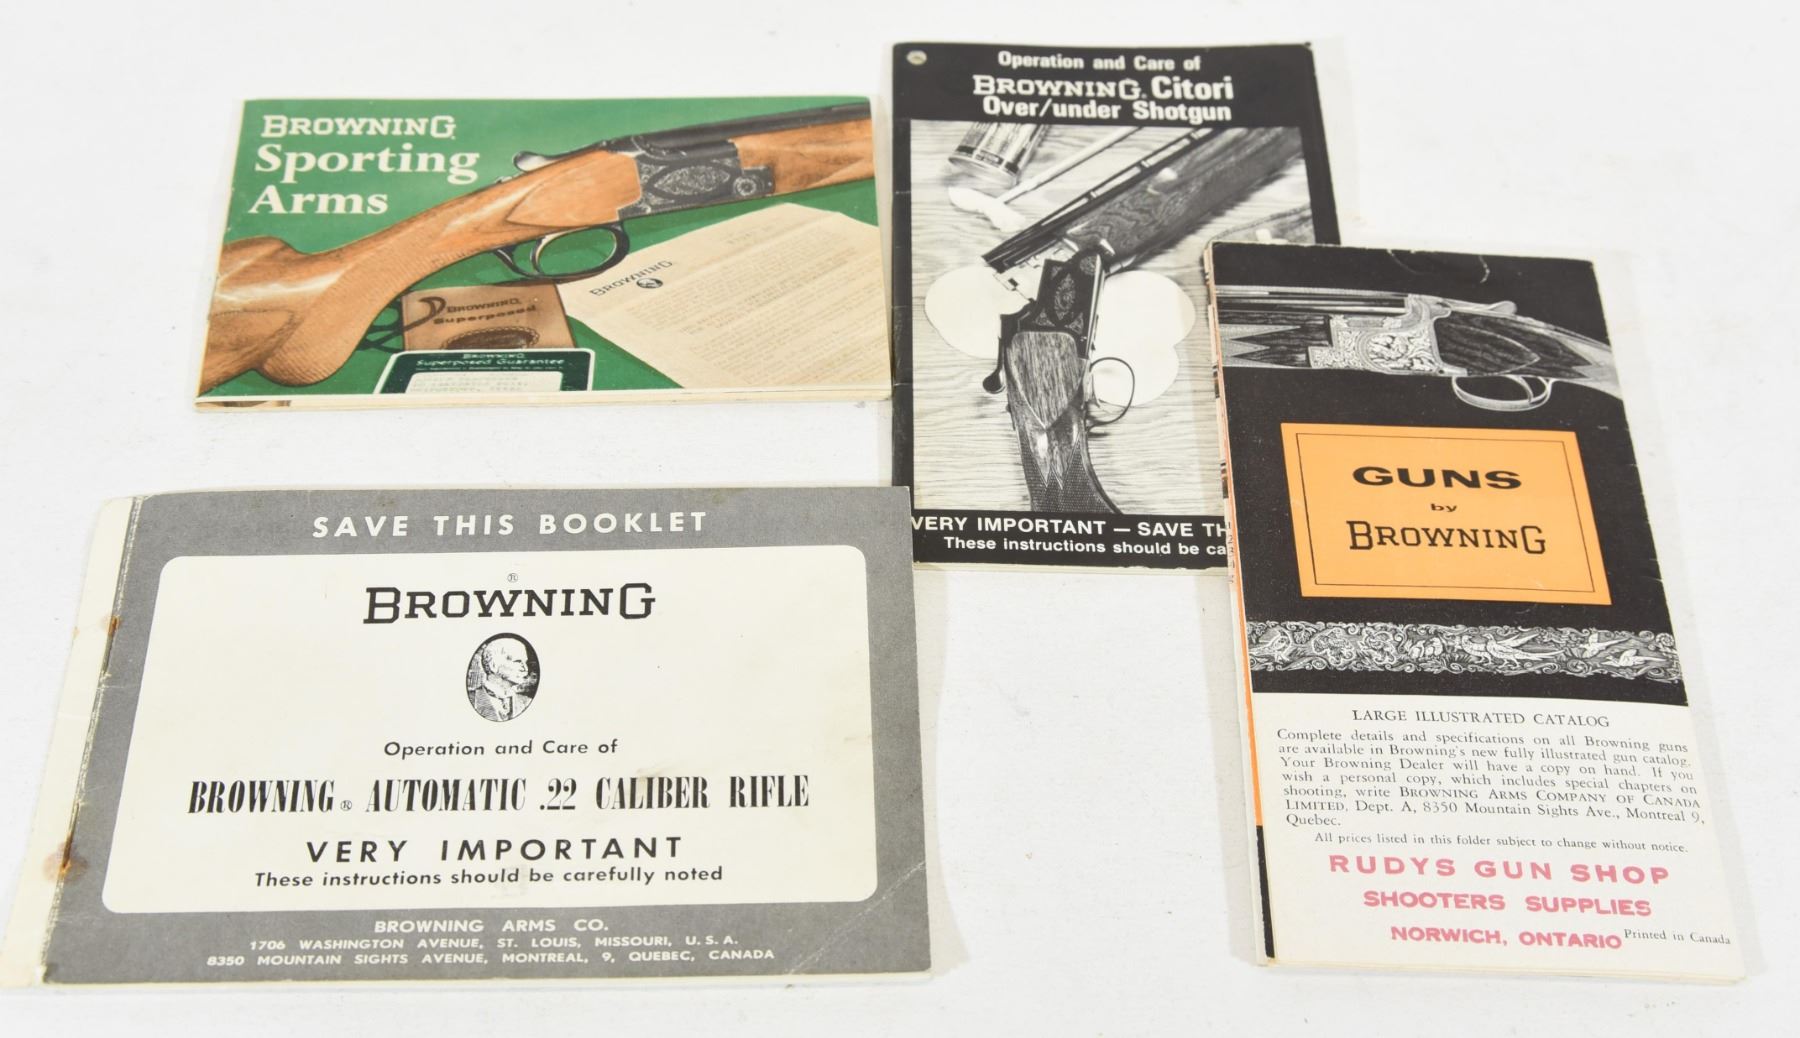 BROWNING
Sporting
Arms
BROWNING
BROWNING
Superposed
BROWNING
Superposed Guarantee
Operation and Care of
BROWNING. Citori
Over/under Shotgun
VERY IMPORTANT — SAVE TH
These instructions should be ca
GUNS
by
BROWNING
LARGE ILLUSTRATED CATALOG
Complete details and specifications on all Browning guns
are available in Browning's new fully illustrated gun catalog.
Your Browning Dealer will have a copy on hand. If you
wish a personal copy, which includes special chapters on
shooting, write BROWNING ARMS COMPANY OF CANADA
LIMITED, Dept. A, 8350 Mountain Sights Ave., Montreal 9,
Quebec.
All prices listed in this folder subject to change without notice.
RUDYS GUN SHOP
SHOOTERS SUPPLIES
NORWICH, ONTARIO
Printed in Canada
SAVE THIS BOOKLET
®
BROWNING
Operation and Care of
BROWNING ® AUTOMATIC .22 CALIBER RIFLE
VERY IMPORTANT
These instructions should be carefully noted
BROWNING ARMS CO.
1706 WASHINGTON AVENUE, ST. LOUIS, MISSOURI, U. S. A.
8350 MOUNTAIN SIGHTS AVENUE, MONTREAL, 9, QUEBEC, CANADA